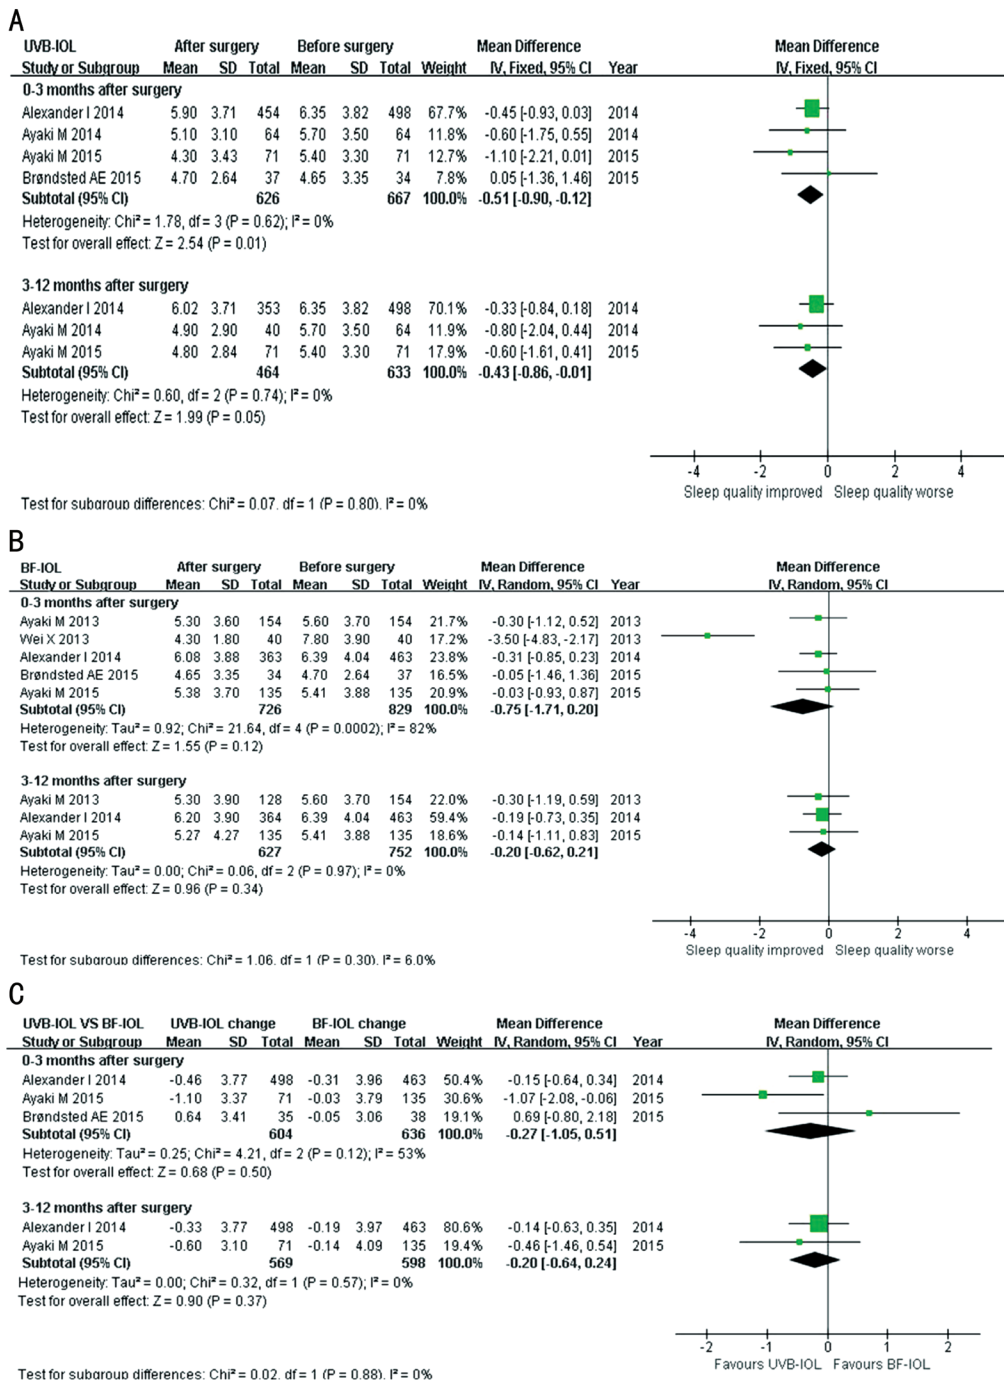 A
UVB-IOL After surgery Before surgery Mean Difference Mean Difference
Study or Subgroup Mean SD Total Mean SD Total Weight IV, Fixed, 95% CI Year IV, Fixed, 95% CI
0-3 months after surgery
Alexander I 2014 5.90 3.71 454 6.35 3.82 498 67.7% -0.45 [-0.93, 0.03] 2014
Ayaki M 2014 5.10 3.10 64 5.70 3.50 64 11.8% -0.60 [-1.75, 0.55] 2014
Ayaki M 2015 4.30 3.43 71 5.40 3.30 71 12.7% -1.10 [-2.21, 0.01] 2015
Brøndsted AE 2015 4.70 2.64 37 4.65 3.35 34 7.8% 0.05 [-1.36, 1.46] 2015
Subtotal (95% CI) 626 667 100.0% -0.51 [-0.90, -0.12]
Heterogeneity: Chi² = 1.78, df = 3 (P = 0.62); I² = 0%
Test for overall effect: Z = 2.54 (P = 0.01)
3-12 months after surgery
Alexander I 2014 6.02 3.71 353 6.35 3.82 498 70.1% -0.33 [-0.84, 0.18] 2014
Ayaki M 2014 4.90 2.90 40 5.70 3.50 64 11.9% -0.80 [-2.04, 0.44] 2014
Ayaki M 2015 4.80 2.84 71 5.40 3.30 71 17.9% -0.60 [-1.61, 0.41] 2015
Subtotal (95% CI) 464 633 100.0% -0.43 [-0.86, -0.01]
Heterogeneity: Chi² = 0.60, df = 2 (P = 0.74); I² = 0%
Test for overall effect: Z = 1.99 (P = 0.05)
-4 -2 0 2 4
Sleep quality improved Sleep quality worse
Test for subgroup differences: Chi² = 0.07, df = 1 (P = 0.80), I² = 0%
B
BF-IOL After surgery Before surgery Mean Difference Mean Difference
Study or Subgroup Mean SD Total Mean SD Total Weight IV, Random, 95% CI Year IV, Random, 95% CI
0-3 months after surgery
Ayaki M 2013 5.30 3.60 154 5.60 3.70 154 21.7% -0.30 [-1.12, 0.52] 2013
Wei X 2013 4.30 1.80 40 7.80 3.90 40 17.2% -3.50 [-4.83, -2.17] 2013
Alexander I 2014 6.08 3.88 363 6.39 4.04 463 23.8% -0.31 [-0.85, 0.23] 2014
Brøndsted AE 2015 4.65 3.35 34 4.70 2.64 37 16.5% -0.05 [-1.46, 1.36] 2015
Ayaki M 2015 5.38 3.70 135 5.41 3.88 135 20.9% -0.03 [-0.93, 0.87] 2015
Subtotal (95% CI) 726 829 100.0% -0.75 [-1.71, 0.20]
Heterogeneity: Tau² = 0.92; Chi² = 21.64, df = 4 (P = 0.0002); I² = 82%
Test for overall effect: Z = 1.55 (P = 0.12)
3-12 months after surgery
Ayaki M 2013 5.30 3.90 128 5.60 3.70 154 22.0% -0.30 [-1.19, 0.59] 2013
Alexander I 2014 6.20 3.90 364 6.39 4.04 463 59.4% -0.19 [-0.73, 0.35] 2014
Ayaki M 2015 5.27 4.27 135 5.41 3.88 135 18.6% -0.14 [-1.11, 0.83] 2015
Subtotal (95% CI) 627 752 100.0% -0.20 [-0.62, 0.21]
Heterogeneity: Tau² = 0.00; Chi² = 0.06, df = 2 (P = 0.97); I² = 0%
Test for overall effect: Z = 0.96 (P = 0.34)
-4 -2 0 2 4
Sleep quality improved Sleep quality worse
Test for subgroup differences: Chi² = 1.06, df = 1 (P = 0.30), I² = 6.0%
C
UVB-IOL VS BF-IOL UVB-IOL change BF-IOL change Mean Difference Mean Difference
Study or Subgroup Mean SD Total Mean SD Total Weight IV, Random, 95% CI Year IV, Random, 95% CI
0-3 months after surgery
Alexander I 2014 -0.46 3.77 498 -0.31 3.96 463 50.4% -0.15 [-0.64, 0.34] 2014
Ayaki M 2015 -1.10 3.37 71 -0.03 3.79 135 30.6% -1.07 [-2.08, -0.06] 2015
Brøndsted AE 2015 0.64 3.41 35 -0.05 3.06 38 19.1% 0.69 [-0.80, 2.18] 2015
Subtotal (95% CI) 604 636 100.0% -0.27 [-1.05, 0.51]
Heterogeneity: Tau² = 0.25; Chi² = 4.21, df = 2 (P = 0.12); I² = 53%
Test for overall effect: Z = 0.68 (P = 0.50)
3-12 months after surgery
Alexander I 2014 -0.33 3.77 498 -0.19 3.97 463 80.6% -0.14 [-0.63, 0.35] 2014
Ayaki M 2015 -0.60 3.10 71 -0.14 4.09 135 19.4% -0.46 [-1.46, 0.54] 2015
Subtotal (95% CI) 569 598 100.0% -0.20 [-0.64, 0.24]
Heterogeneity: Tau² = 0.00; Chi² = 0.32, df = 1 (P = 0.57); I² = 0%
Test for overall effect: Z = 0.90 (P = 0.37)
-2 -1 0 1 2
Favours UVB-IOL Favours BF-IOL
Test for subgroup differences: Chi² = 0.02, df = 1 (P = 0.88), I² = 0%